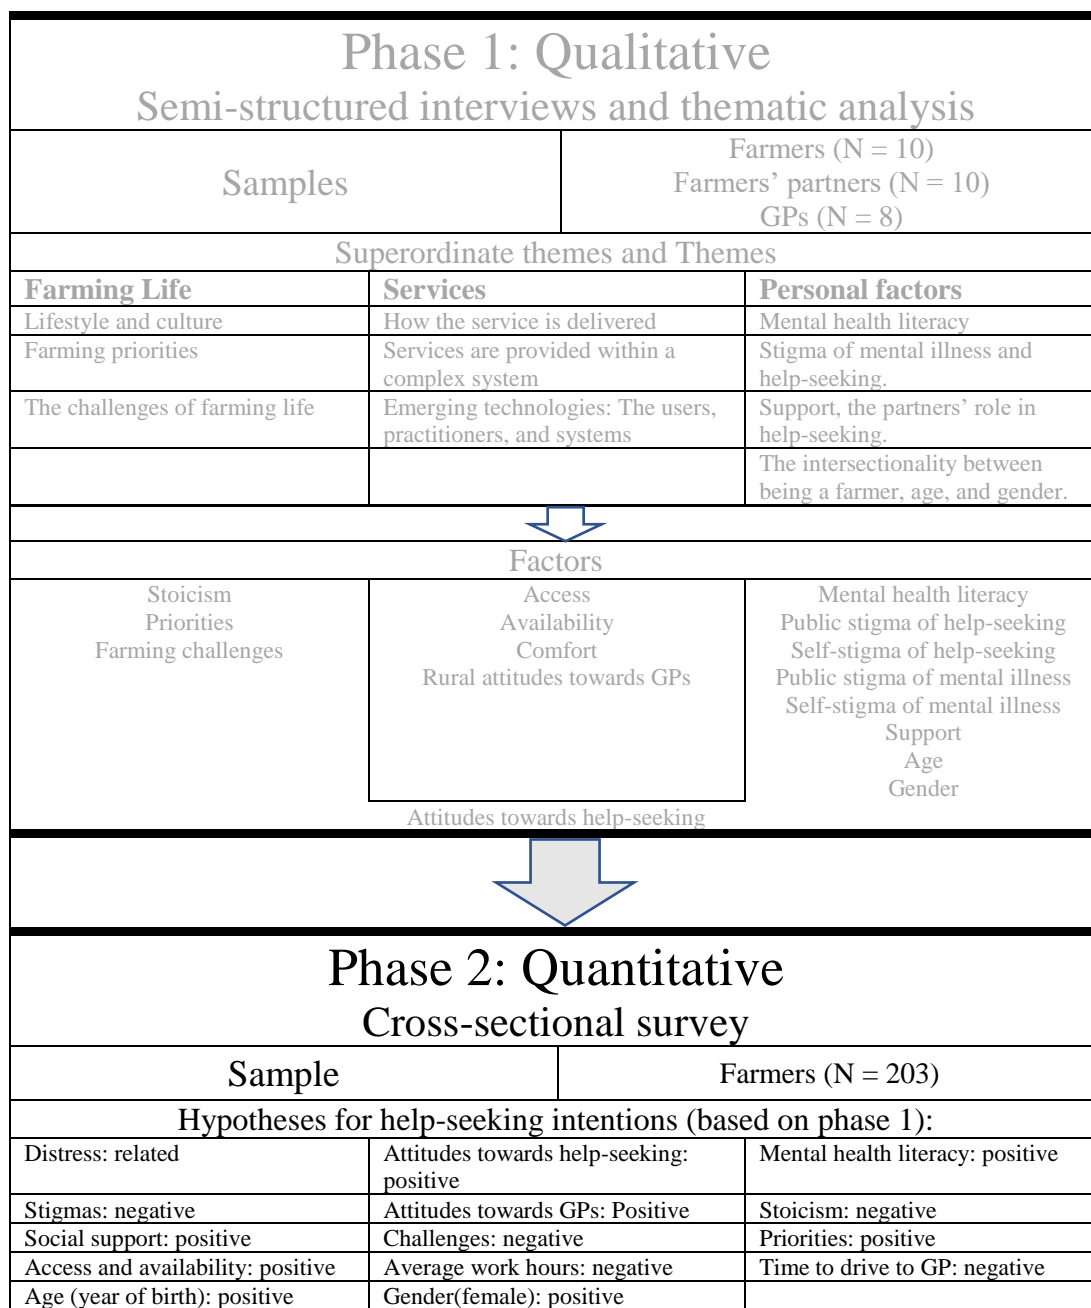 Phase 1: Qualitative
Semi-structured interviews and thematic analysis
Samples
Farmers (N = 10)
Farmers' partners (N = 10)
GPs (N = 8)
Superordinate themes and Themes
Farming Life
Services
Personal factors
Lifestyle and culture
How the service is delivered
Mental health literacy
Farming priorities
Services are provided within a
complex system
Stigma of mental illness and
help-seeking.
The challenges of farming life
Emerging technologies: The users,
practitioners, and systems
Support, the partners' role in
help-seeking.
The intersectionality between
being a farmer, age, and gender.
Factors
Stoicism
Priorities
Farming challenges
Access
Availability
Comfort
Rural attitudes towards GPs
Mental health literacy
Public stigma of help-seeking
Self-stigma of help-seeking
Public stigma of mental illness
Self-stigma of mental illness
Support
Age
Gender
Attitudes towards help-seeking
Phase 2: Quantitative
Cross-sectional survey
Sample
Farmers (N = 203)
Hypotheses for help-seeking intentions (based on phase 1):
Distress: related
Attitudes towards help-seeking:
positive
Mental health literacy: positive
Stigmas: negative
Attitudes towards GPs: Positive
Stoicism: negative
Social support: positive
Challenges: negative
Priorities: positive
Access and availability: positive
Average work hours: negative
Time to drive to GP: negative
Age (year of birth): positive
Gender(female): positive